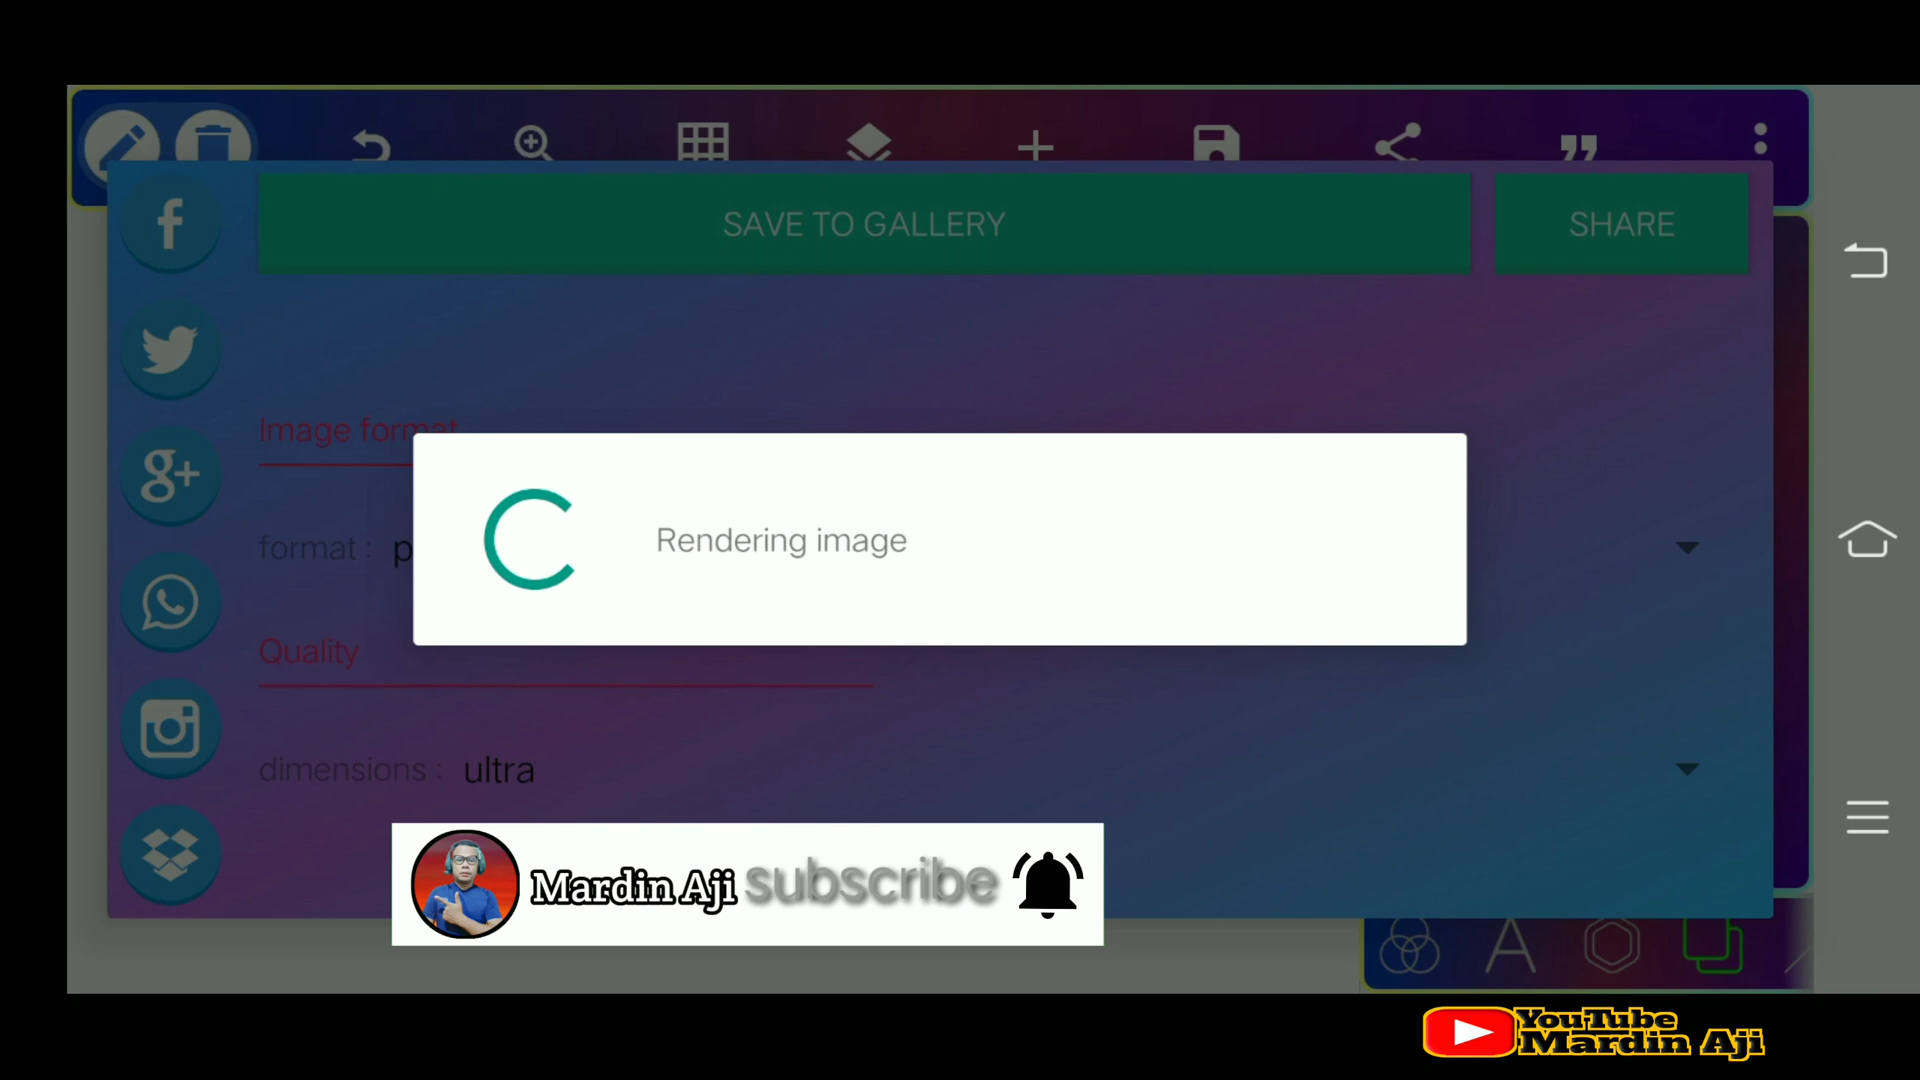 SAVE TO GALLERY
SHARE
Image format
format : p
Rendering image
Quality
dimensions : ultra
Mardin Aji subscribe
YouTube
Mardin Aji